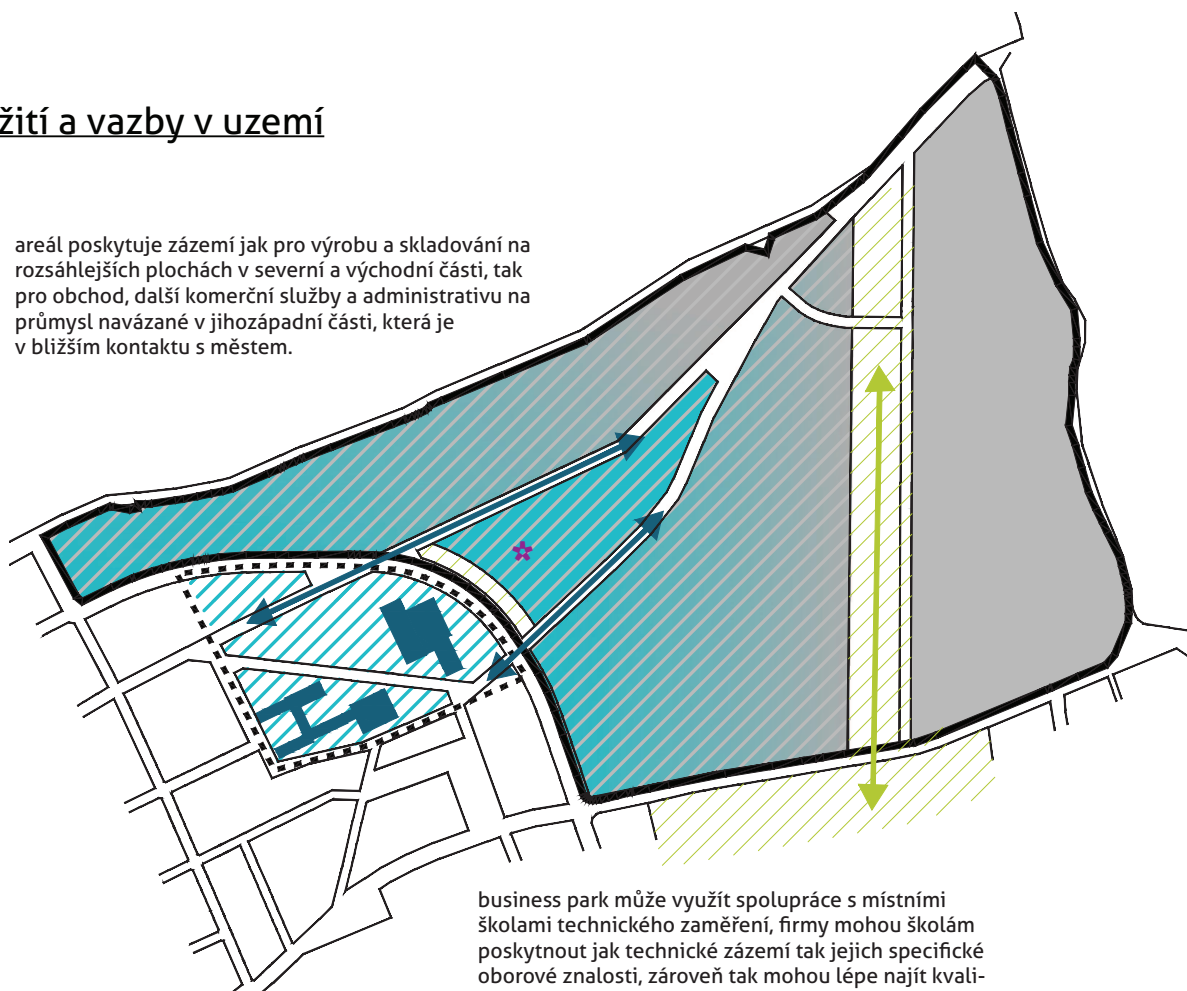 žití a vazby v uzemí
areál poskytuje zázemí jak pro výrobu a skladování na
rozsáhlejších plochách v severní a východní části, tak
pro obchod, další komerční služby a administrativu na
průmysl navázané v jihozápadní části, která je
v bližším kontaktu s městem.
business park může využít spolupráce s místními
školami technického zaměření, firmy mohou školám
poskytnout jak technické zázemí tak jejich specifické
oborové znalosti, zároveň tak mohou lépe najít kvali-